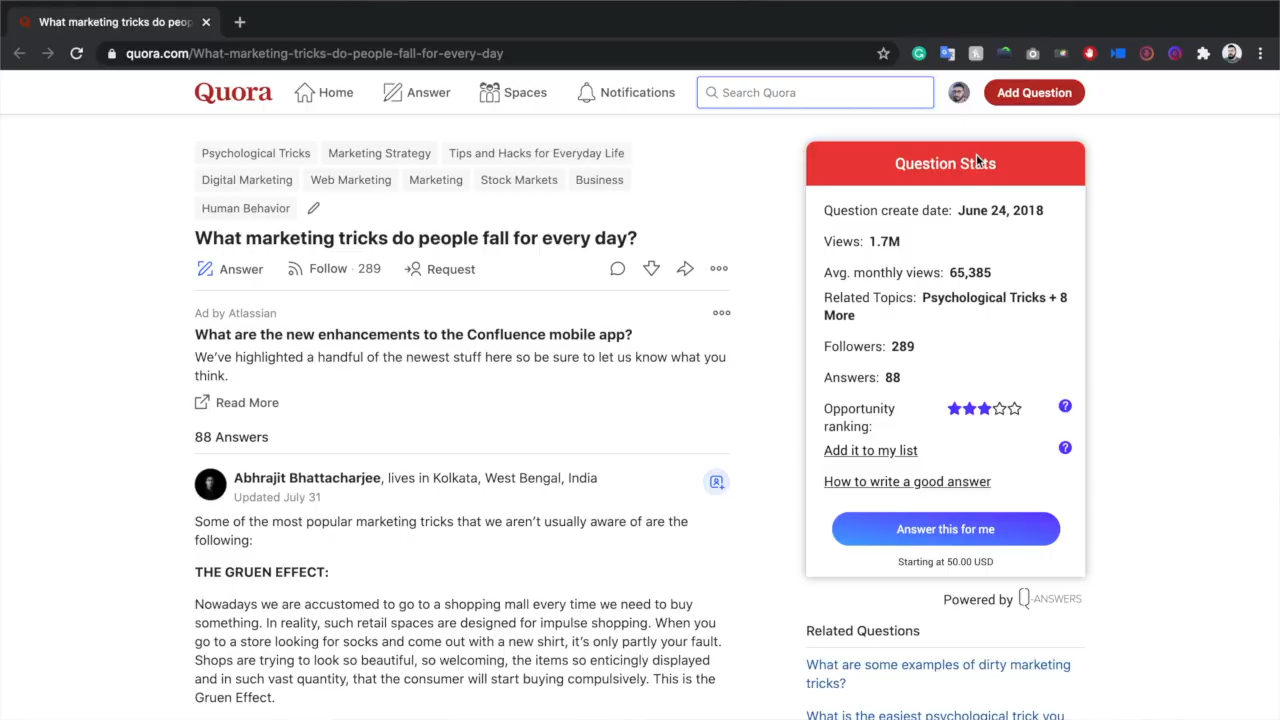 What marketing tricks do peop
quora.com/What-marketing-tricks-do-people-fall-for-every-day
Quora
Home
Answer
Spaces
Notifications
Search Quora
Add Question
Psychological Tricks
Marketing Strategy
Tips and Hacks for Everyday Life
Digital Marketing
Web Marketing
Marketing
Stock Markets
Business
Human Behavior
What marketing tricks do people fall for every day?
Answer
Follow · 289
Request
Ad by Atlassian
What are the new enhancements to the Confluence mobile app?
We’ve highlighted a handful of the newest stuff here so be sure to let us know what you
think.
Read More
88 Answers
Abhrajit Bhattacharjee, lives in Kolkata, West Bengal, India
Updated July 31
Some of the most popular marketing tricks that we aren’t usually aware of are the
following:
THE GRUEN EFFECT:
Nowadays we are accustomed to go to a shopping mall every time we need to buy
something. In reality, such retail spaces are designed for impulse shopping. When you
go to a store looking for socks and come out with a new shirt, it’s only partly your fault.
Shops are trying to look so beautiful, so welcoming, the items so enticingly displayed
and in such vast quantity, that the consumer will start buying compulsively. This is the
Gruen Effect.
Question Stats
Question create date: June 24, 2018
Views: 1.7M
Avg. monthly views: 65,385
Related Topics: Psychological Tricks + 8
More
Followers: 289
Answers: 88
Opportunity
ranking:
?
Add it to my list
?
How to write a good answer
Answer this for me
Starting at 50.00 USD
Powered by Q-ANSWERS
Related Questions
What are some examples of dirty marketing
tricks?
What is the easiest psychological trick you